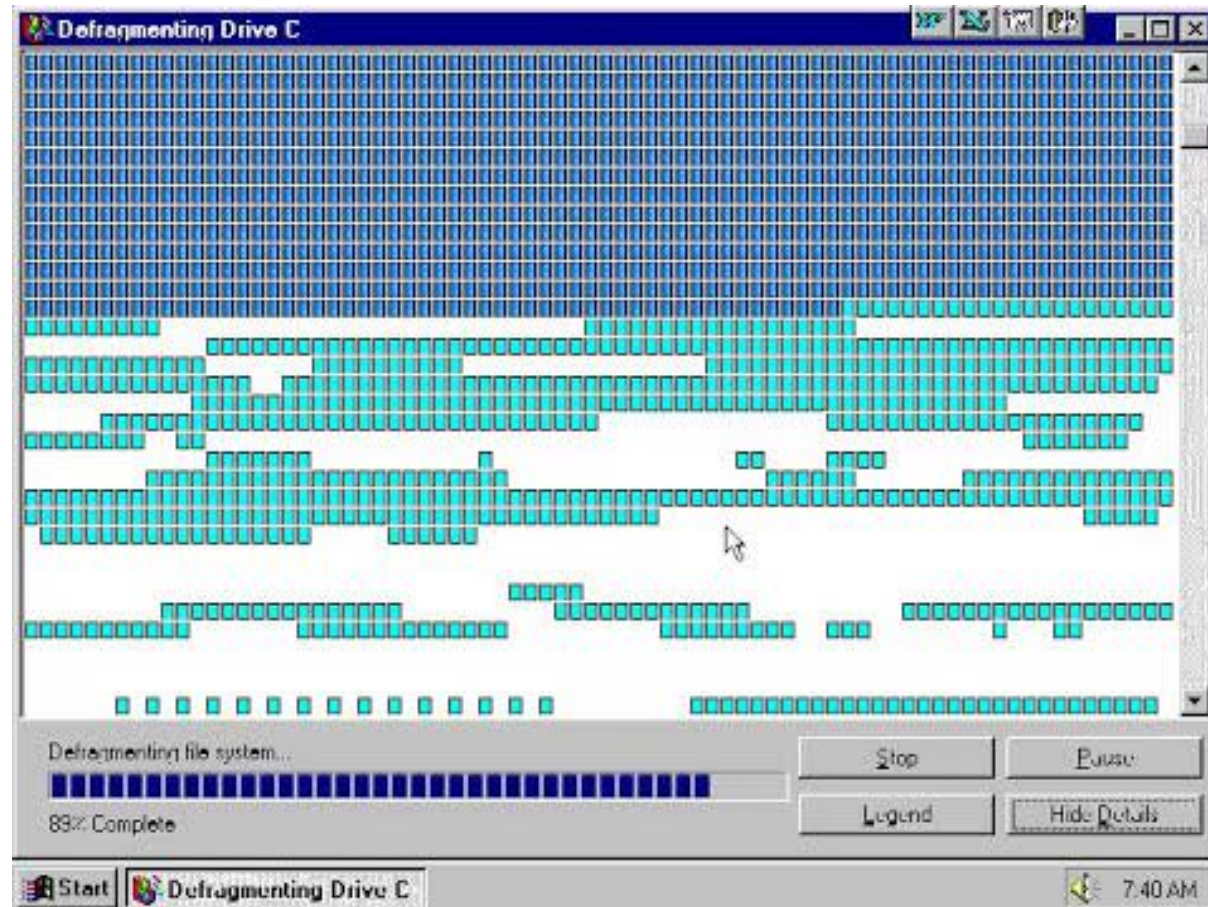 Defragmenting Drive C
Defragmenting file system...
89% Complete
Stop
Pause
Legend
Hide Details
Start
Defragmenting Drive C
7:40 AM